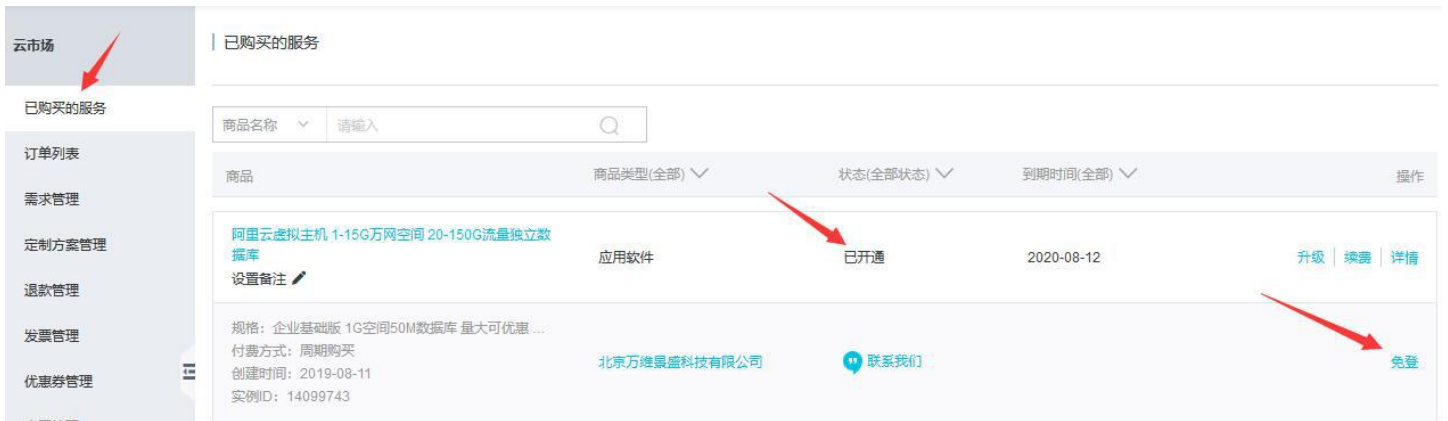 云市场
已购买的服务
订单列表
需求管理
定制方案管理
退款管理
发票管理
优惠券管理
已购买的服务
商品名称 请输入
商品 商品类型(全部) 状态(全部状态) 到期时间(全部) 操作
阿里云虚拟主机 1-15G万网空间 20-150G流量独立数
据库
设置备注
应用软件 已开通 2020-08-12 升级 续费 详情
规格：企业基础版 1G空间50M数据库 量大可优惠 ...
付费方式：周期购买
创建时间：2019-08-11
实例ID：14099743
北京万维景盛科技有限公司 联系我们 免登